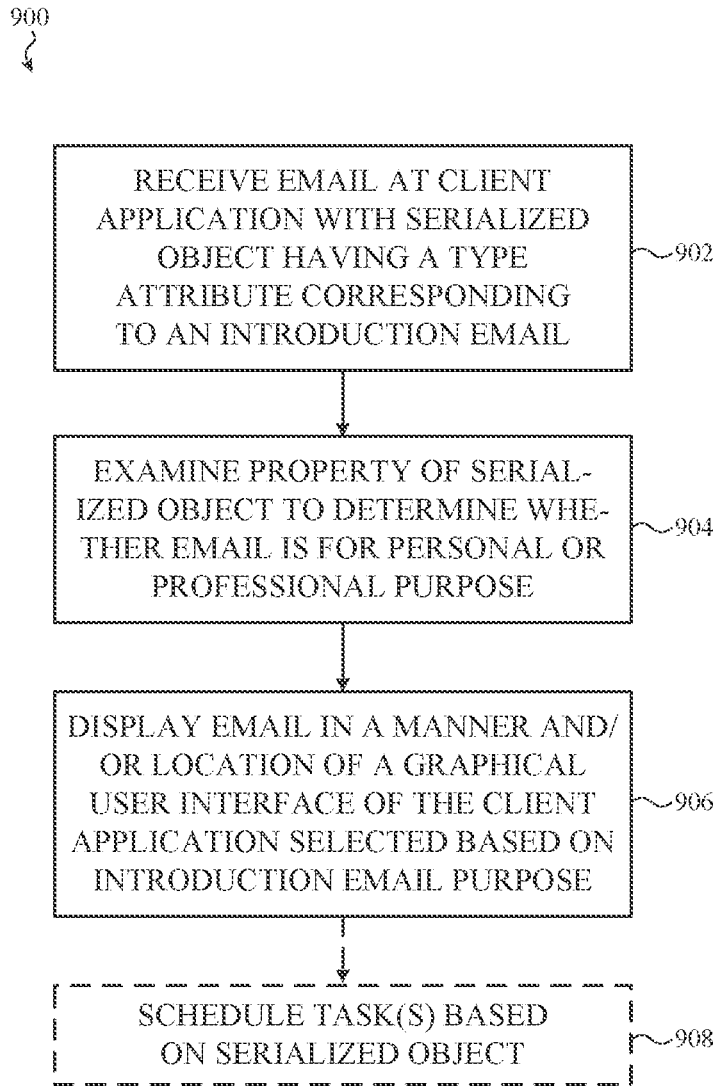 900
RECEIVE EMAIL AT CLIENT
APPLICATION WITH SERIALIZED
OBJECT HAVING A TYPE
ATTRIBUTE CORRESPONDING
TO AN INTRODUCTION EMAIL
902
EXAMINE PROPERTY OF SERIAL-
IZED OBJECT TO DETERMINE WHE-
THER EMAIL IS FOR PERSONAL OR
PROFESSIONAL PURPOSE
904
DISPLAY EMAIL IN A MANNER AND/
OR LOCATION OF A GRAPHICAL
USER INTERFACE OF THE CLIENT
APPLICATION SELECTED BASED ON
INTRODUCTION EMAIL PURPOSE
906
SCHEDULE TASK(S) BASED
ON SERIALIZED OBJECT
908